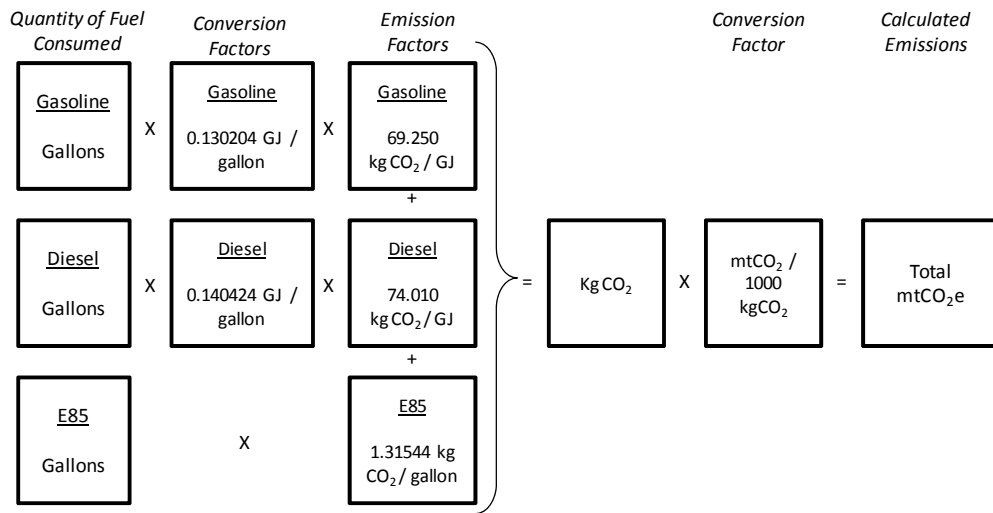 Quantity of Fuel
Consumed
Conversion
Factors
Emission
Factors
Conversion
Factor
Calculated
Emissions
Gasoline
Gallons
X
Gasoline
0.130204 GJ /
gallon
X
Gasoline
69.250
kg CO₂ / GJ
+
Diesel
Gallons
X
Diesel
0.140424 GJ /
gallon
X
Diesel
74.010
kg CO₂ / GJ
=
Kg CO₂
X
mtCO₂ /
1000
kgCO₂
=
Total
mtCO₂e
+
E85
Gallons
X
E85
1.31544 kg
CO₂ / gallon